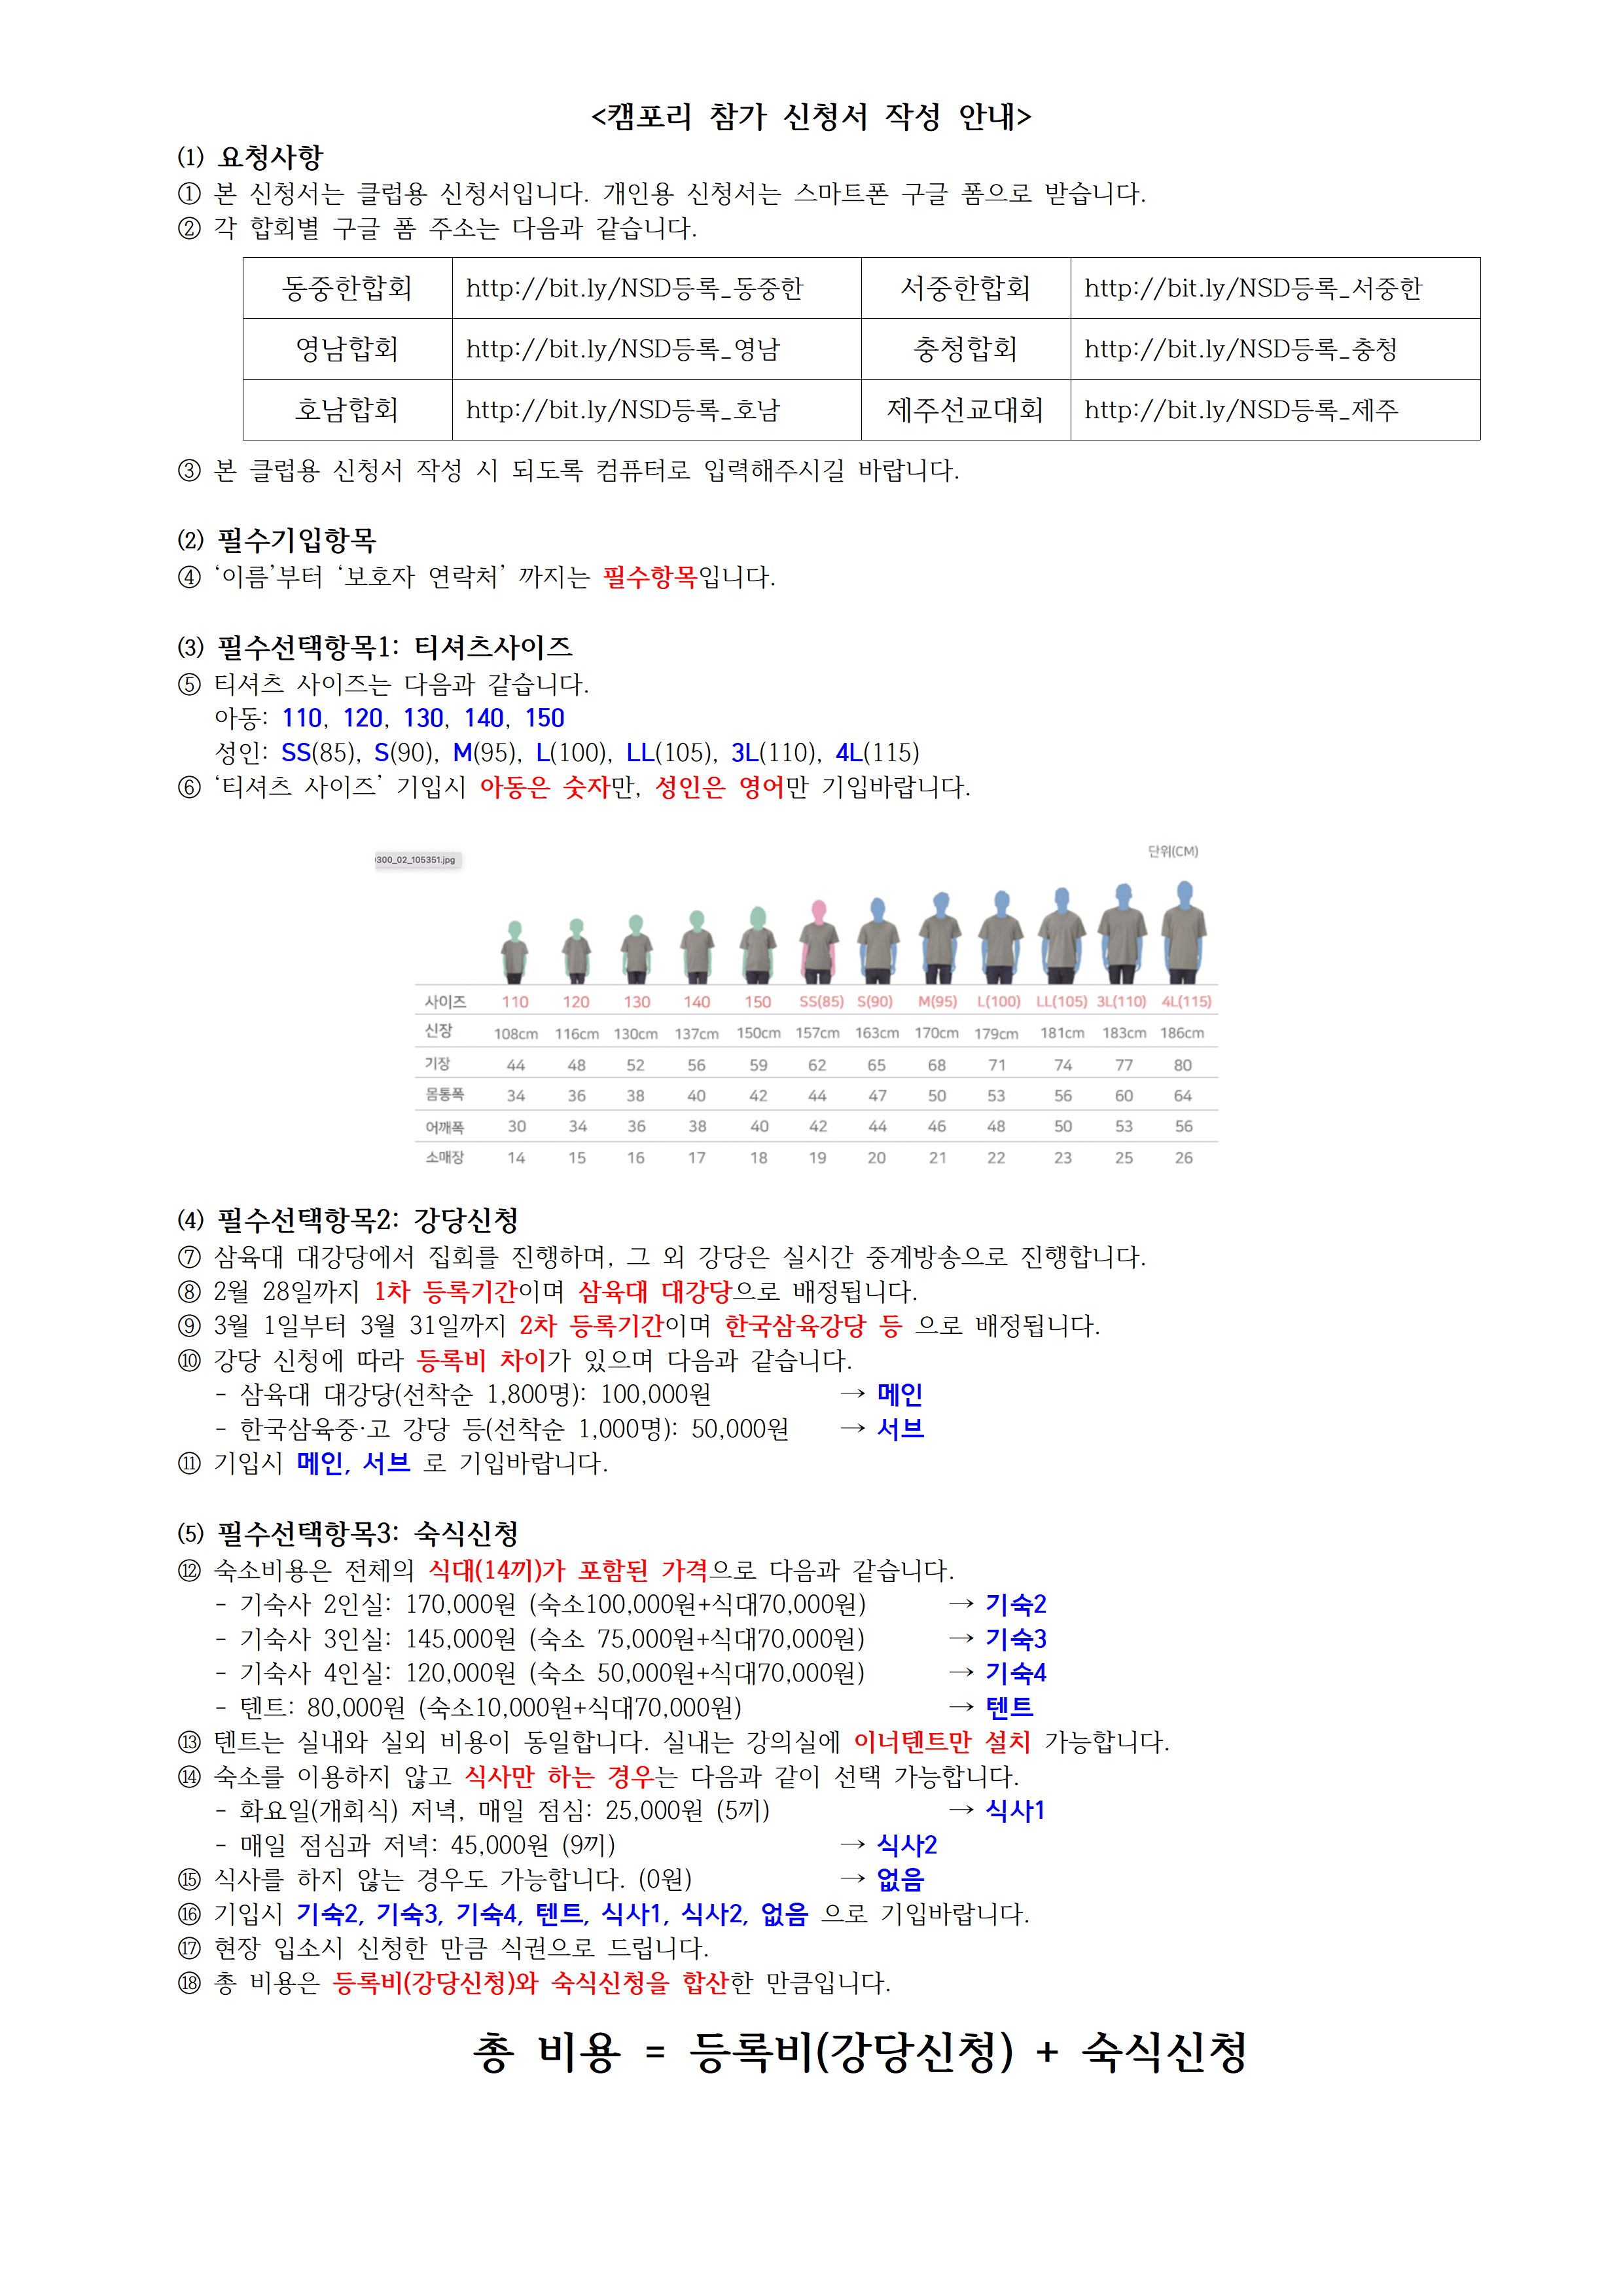 <캠포리 참가 신청서 작성 안내>
(1) 요청사항
① 본 신청서는 클럽용 신청서입니다. 개인용 신청서는 스마트폰 구글 폼으로 받습니다.
② 각 합회별 구글 폼 주소는 다음과 같습니다.
동중한합회 http://bit.ly/NSD등록_동중한 서중한합회 http://bit.ly/NSD등록_서중한
영남합회 http://bit.ly/NSD등록_영남 충청합회 http://bit.ly/NSD등록_충청
호남합회 http://bit.ly/NSD등록_호남 제주선교대회 http://bit.ly/NSD등록_제주
③ 본 클럽용 신청서 작성 시 되도록 컴퓨터로 입력해주시길 바랍니다.
(2) 필수기입항목
④ ‘이름’부터 ‘보호자 연락처’ 까지는 필수항목입니다.
(3) 필수선택항목1: 티셔츠사이즈
⑤ 티셔츠 사이즈는 다음과 같습니다.
아동: 110, 120, 130, 140, 150
성인: SS(85), S(90), M(95), L(100), LL(105), 3L(110), 4L(115)
⑥ ‘티셔츠 사이즈’ 기입시 아동은 숫자만, 성인은 영어만 기입바랍니다.
300_02_105351.jpg
단위(CM)
사이즈 110 120 130 140 150 SS(85) S(90) M(95) L(100) LL(105) 3L(110) 4L(115)
신장 108cm 116cm 130cm 137cm 150cm 157cm 163cm 170cm 179cm 181cm 183cm 186cm
기장 44 48 52 56 59 62 65 68 71 74 77 80
몸통폭 34 36 38 40 42 44 47 50 53 56 60 64
어깨폭 30 34 36 38 40 42 44 46 48 50 53 56
소매장 14 15 16 17 18 19 20 21 22 23 25 26
(4) 필수선택항목2: 강당신청
⑦ 삼육대 대강당에서 집회를 진행하며, 그 외 강당은 실시간 중계방송으로 진행합니다.
⑧ 2월 28일까지 1차 등록기간이며 삼육대 대강당으로 배정됩니다.
⑨ 3월 1일부터 3월 31일까지 2차 등록기간이며 한국삼육강당 등 으로 배정됩니다.
⑩ 강당 신청에 따라 등록비 차이가 있으며 다음과 같습니다.
- 삼육대 대강당(선착순 1,800명): 100,000원 → 메인
- 한국삼육중·고 강당 등(선착순 1,000명): 50,000원 → 서브
⑪ 기입시 메인, 서브 로 기입바랍니다.
(5) 필수선택항목3: 숙식신청
⑫ 숙소비용은 전체의 식대(14끼)가 포함된 가격으로 다음과 같습니다.
- 기숙사 2인실: 170,000원 (숙소100,000원+식대70,000원) → 기숙2
- 기숙사 3인실: 145,000원 (숙소 75,000원+식대70,000원) → 기숙3
- 기숙사 4인실: 120,000원 (숙소 50,000원+식대70,000원) → 기숙4
- 텐트: 80,000원 (숙소10,000원+식대70,000원) → 텐트
⑬ 텐트는 실내와 실외 비용이 동일합니다. 실내는 강의실에 이너텐트만 설치 가능합니다.
⑭ 숙소를 이용하지 않고 식사만 하는 경우는 다음과 같이 선택 가능합니다.
- 화요일(개회식) 저녁, 매일 점심: 25,000원 (5끼) → 식사1
- 매일 점심과 저녁: 45,000원 (9끼) → 식사2
⑮ 식사를 하지 않는 경우도 가능합니다. (0원) → 없음
⑯ 기입시 기숙2, 기숙3, 기숙4, 텐트, 식사1, 식사2, 없음 으로 기입바랍니다.
⑰ 현장 입소시 신청한 만큼 식권으로 드립니다.
⑱ 총 비용은 등록비(강당신청)와 숙식신청을 합산한 만큼입니다.
총 비용 = 등록비(강당신청) + 숙식신청